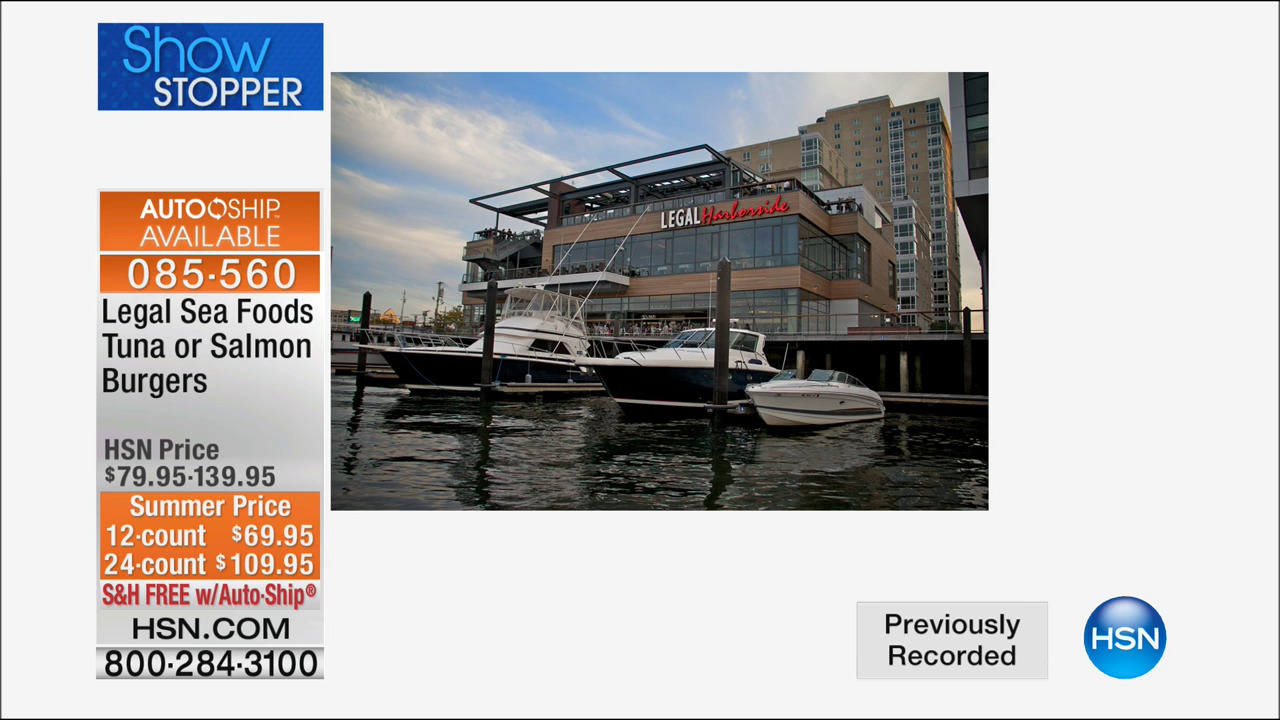 Show
STOPPER
AUTO SHIP™
AVAILABLE
085·560
Legal Sea Foods
Tuna or Salmon
Burgers
HSN Price
$79.95-139.95
Summer Price
12-count $69.95
24-count $109.95
S&H FREE w/Auto-Ship®
HSN.COM
800·284·3100
LEGAL Harborside
Previously
Recorded
HSN